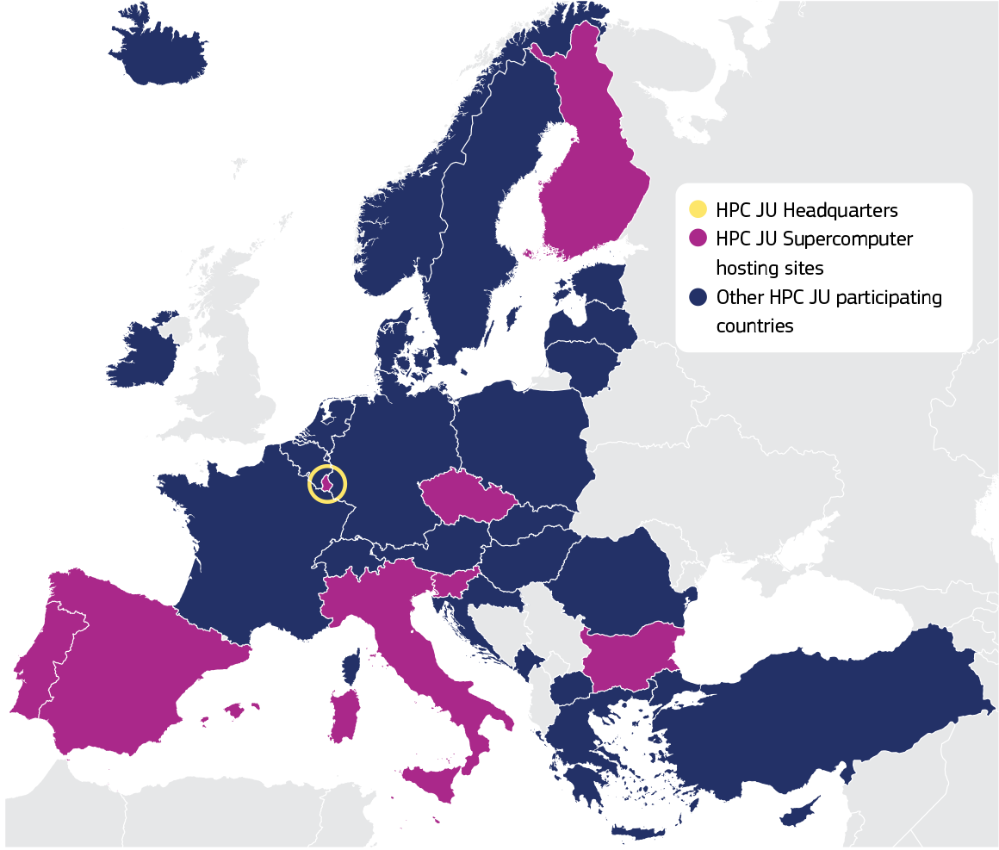 HPC JU Headquarters
HPC JU Supercomputer
hosting sites
Other HPC JU participating
countries